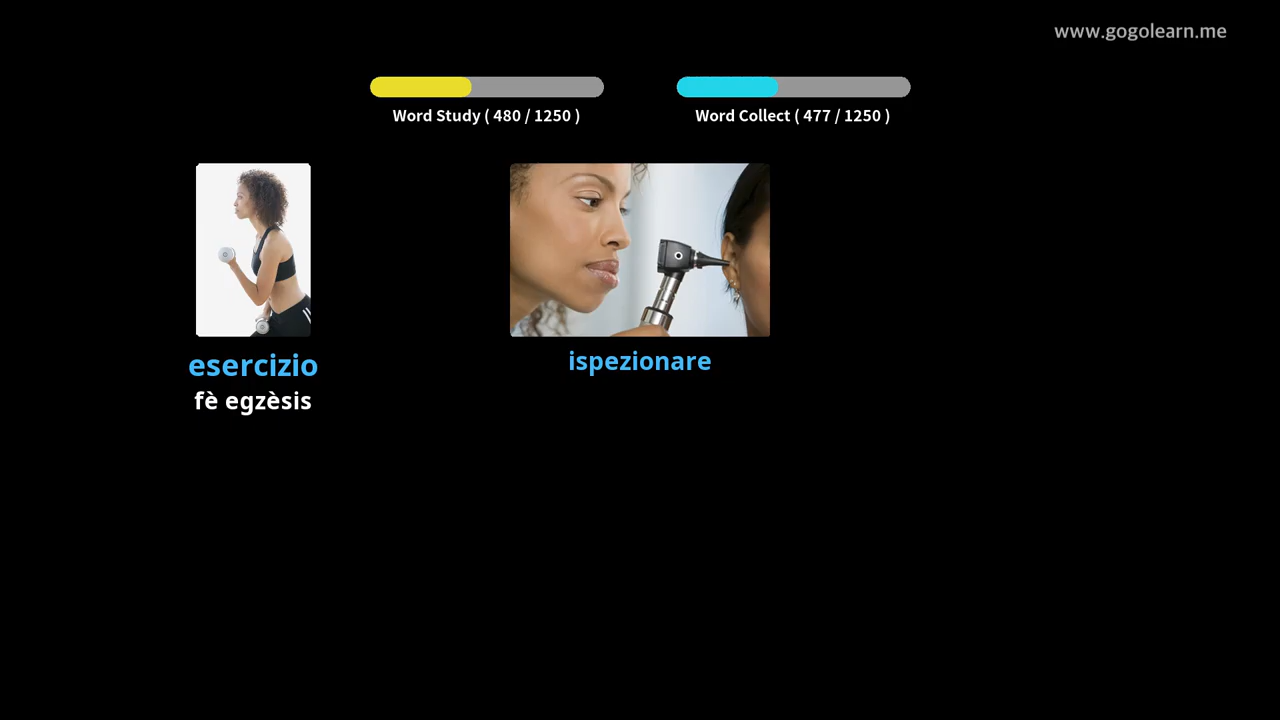 www.gogolearn.me
Word Study ( 480 / 1250 )
Word Collect ( 477 / 1250 )
esercizio
fè egzèsis
ispezionare